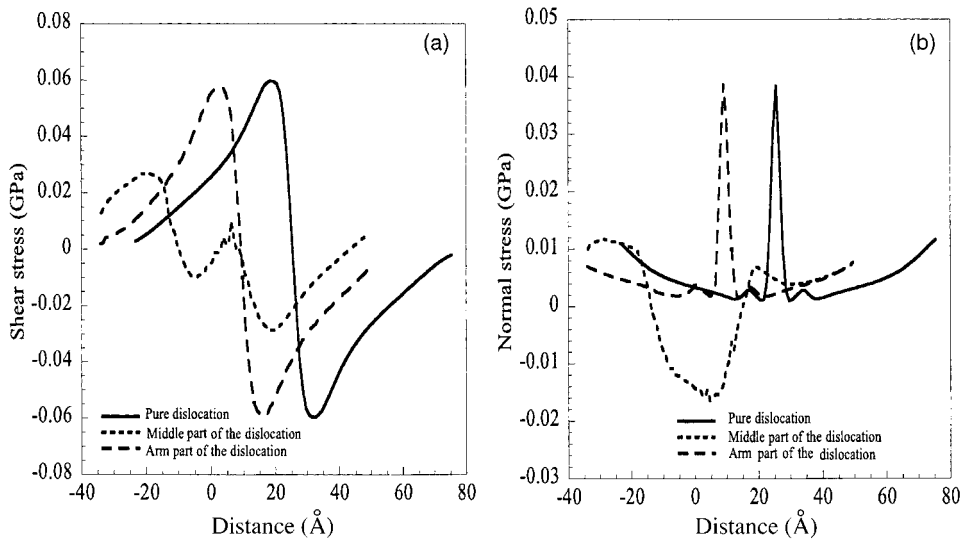 (a)
0.08
0.06
0.04
0.02
0
-0.02
-0.04
-0.06
-0.08
Shear stress (GPa)
Pure dislocation
Middle part of the dislocation
Arm part of the dislocation
-40 -20 0 20 40 60 80
Distance (Å)
(b)
0.05
0.04
0.03
0.02
0.01
0
-0.01
-0.02
-0.03
Normal stress (GPa)
Pure dislocation
Middle part of the dislocation
Arm part of the dislocation
-40 -20 0 20 40 60 80
Distance (Å)